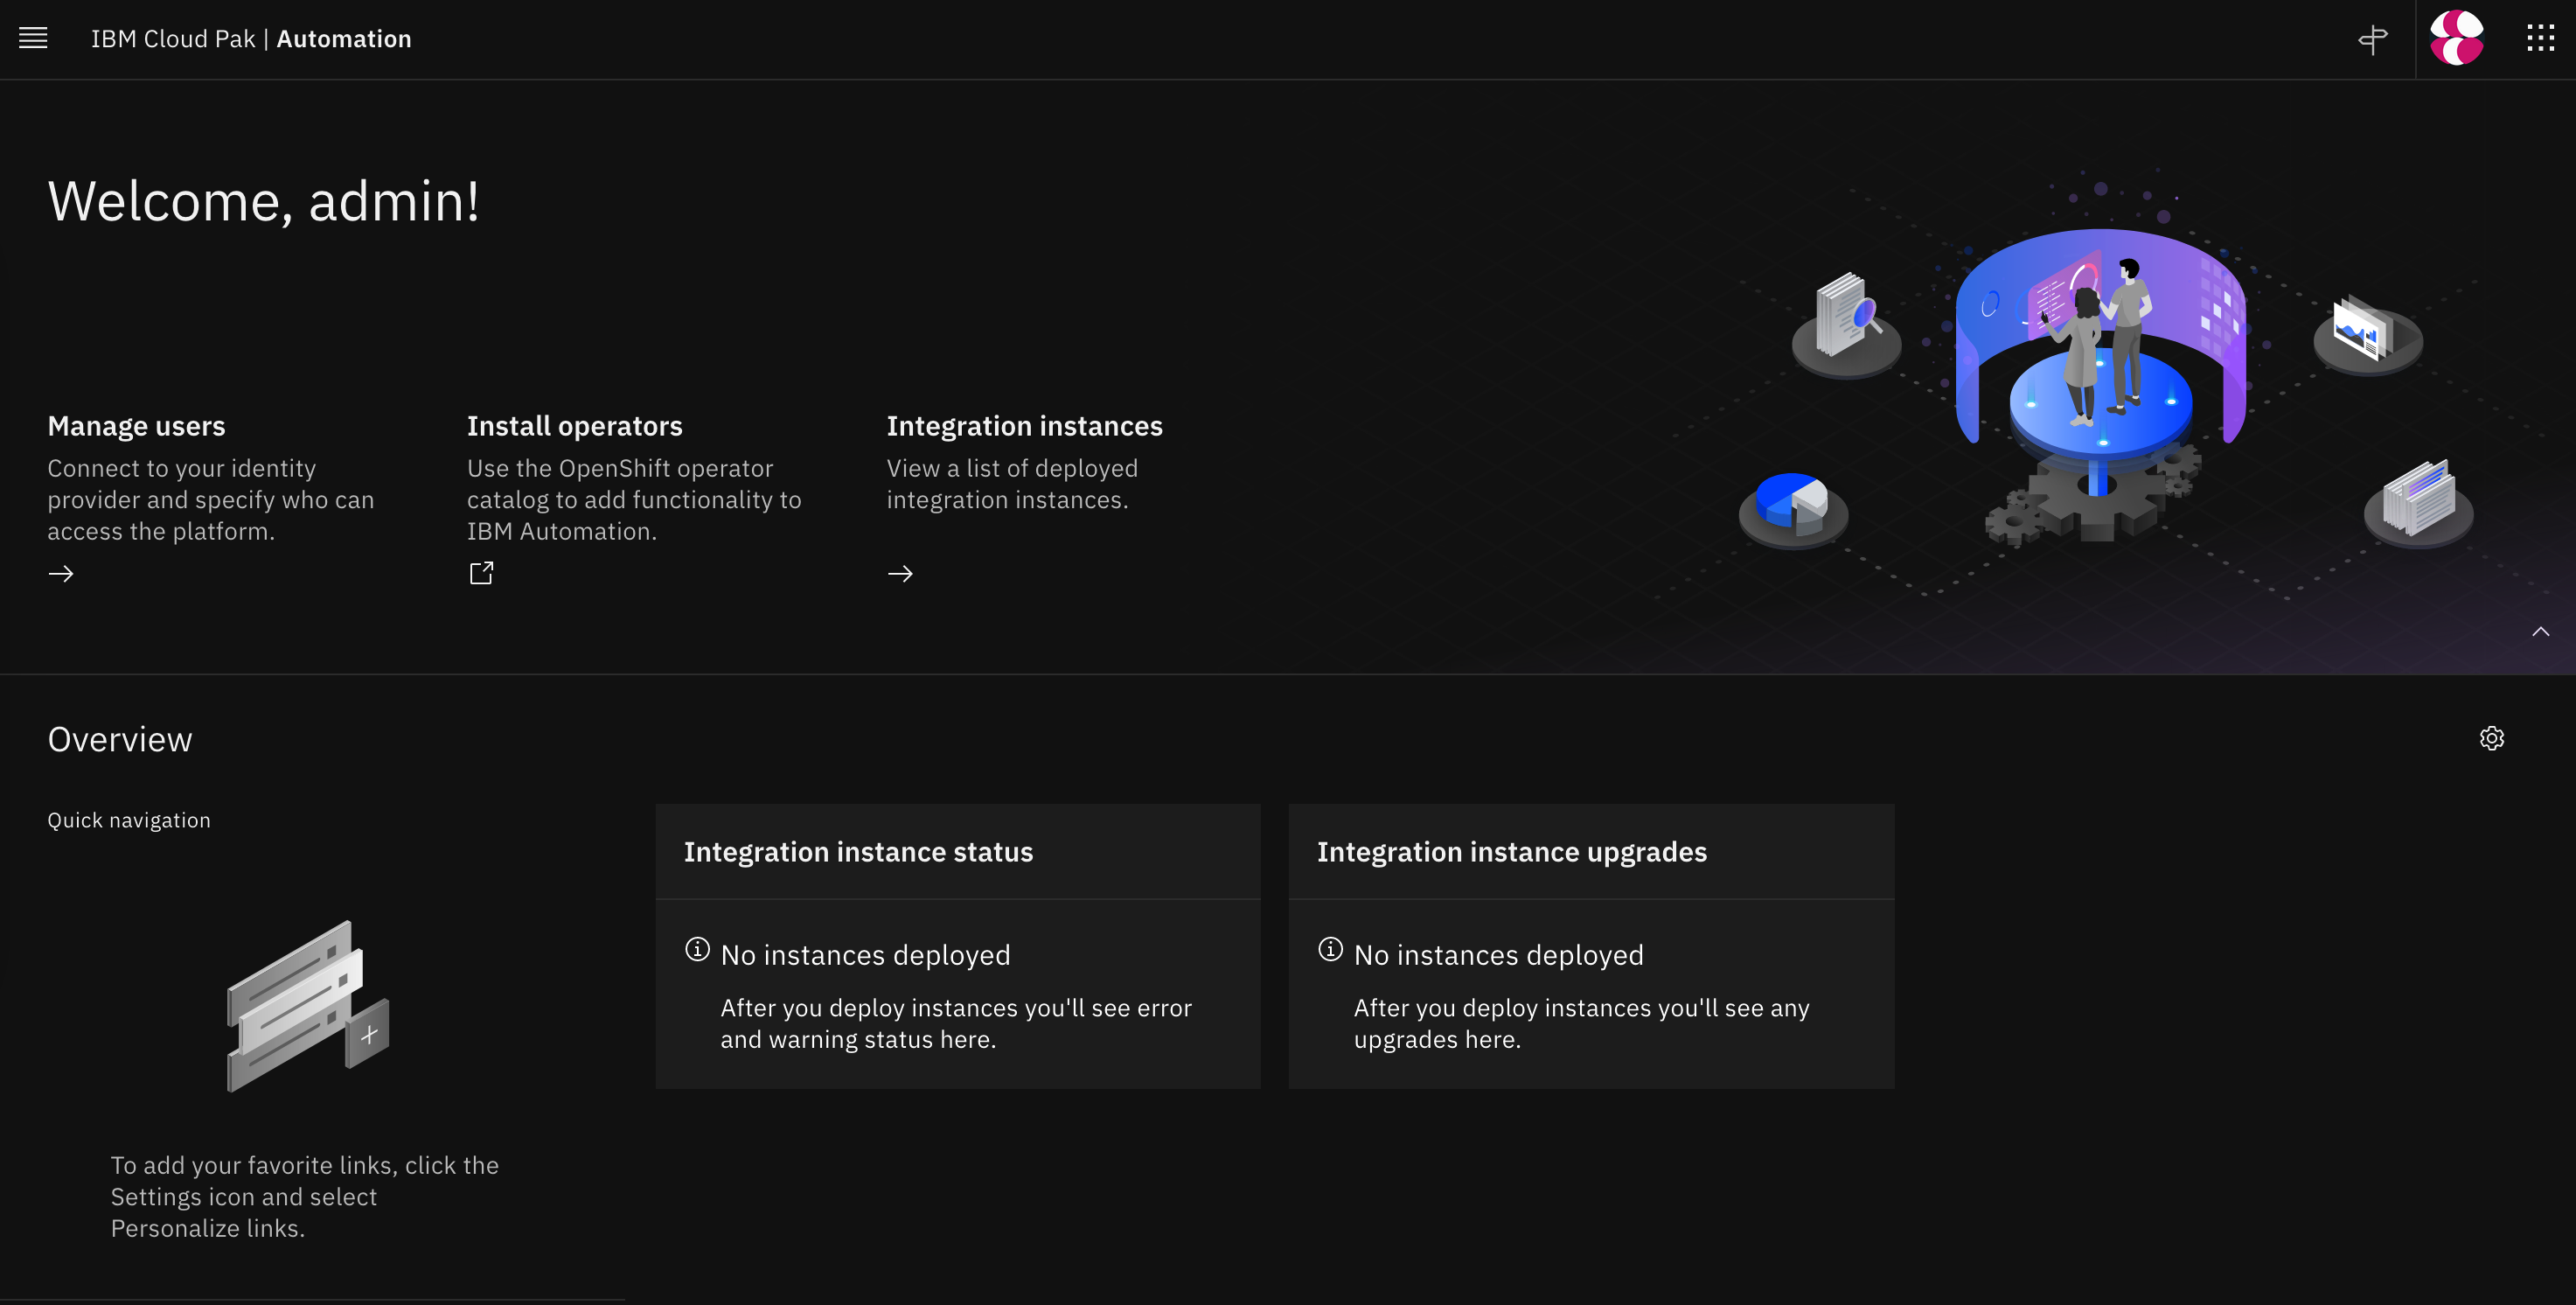 IBM Cloud Pak | Automation
Welcome, admin!
Manage users
Connect to your identity
provider and specify who can
access the platform.
Install operators
Use the OpenShift operator
catalog to add functionality to
IBM Automation.
Integration instances
View a list of deployed
integration instances.
Overview
Quick navigation
To add your favorite links, click the
Settings icon and select
Personalize links.
Integration instance status
No instances deployed
After you deploy instances you'll see error
and warning status here.
Integration instance upgrades
No instances deployed
After you deploy instances you'll see any
upgrades here.